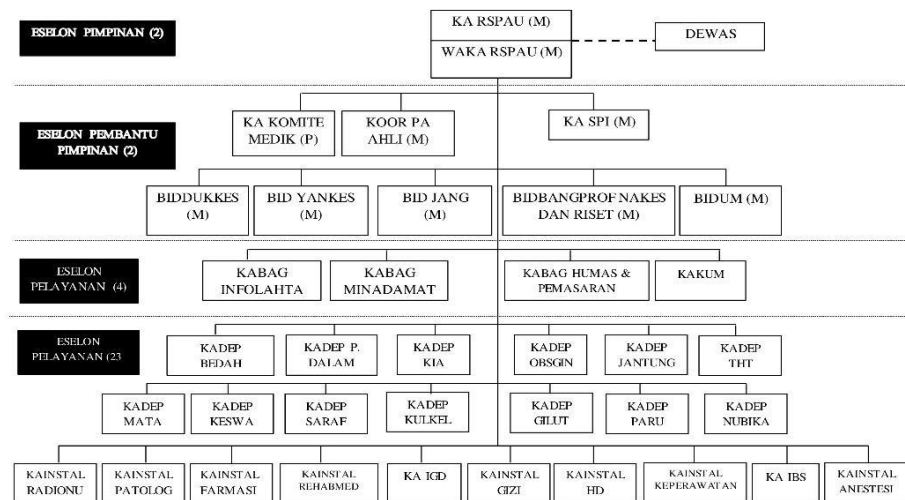 ESELON PIMPINAN (2)
KA RSPAU (M)
WAKA RSPAU (M)
DEWAS
ESELON PEMBANTU
PIMPINAN (2)
KA KOMITE
MEDIK (P)
KOOR PA
AHLI (M)
KA SPI (M)
BIDDUKKES
(M)
BID YANKES
(M)
BID JANG
(M)
BIDBANGPROF NAKES
DAN RISET (M)
BIDUM (M)
ESELON
PELAYANAN (4)
KABAG
INFOLAHTA
KABAG
MINADAMAT
KABAG HUMAS &
PEMASARAN
KAKUM
ESELON
PELAYANAN (23
KADEP
BEDAH
KADEP P.
DALAM
KADEP
KIA
KADEP
OBSGIN
KADEP
JANTUNG
KADEP
THT
KADEP
MATA
KADEP
KESWA
KADEP
SARAF
KADEP
KULKEL
KADEP
GILUT
KADEP
PARU
KADEP
NUBIKA
KAINSTAL
RADIONU
KAINSTAL
PATOLOG
KAINSTAL
FARMASI
KAINSTAL
REHABMED
KA IGD
KAINSTAL
GIZI
KAINSTAL
HD
KAINSTAL
KEPERAWATAN
KA IBS
KAINSTAL
ANESTESI